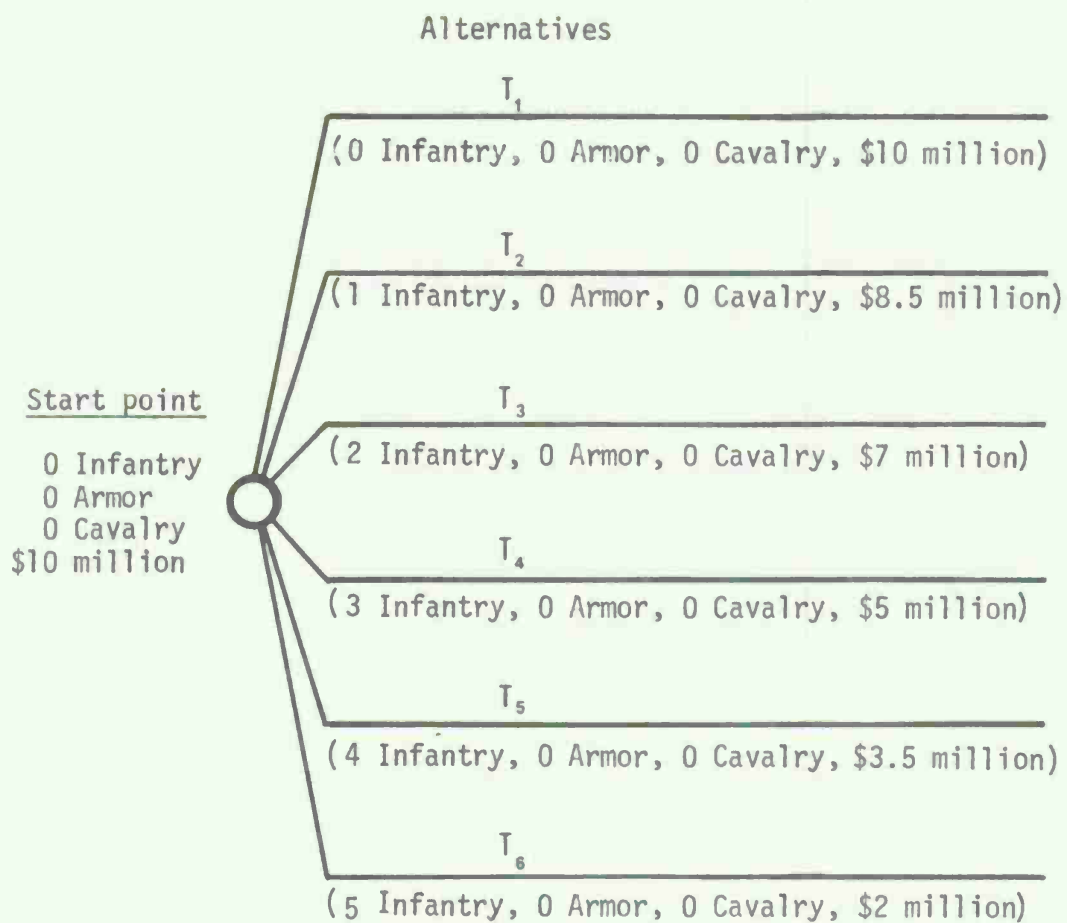 Alternatives
T₁
(0 Infantry, 0 Armor, 0 Cavalry, $10 million)
T₂
(1 Infantry, 0 Armor, 0 Cavalry, $8.5 million)
Start point
0 Infantry
0 Armor
0 Cavalry
$10 million
T₃
(2 Infantry, 0 Armor, 0 Cavalry, $7 million)
T₄
(3 Infantry, 0 Armor, 0 Cavalry, $5 million)
T₅
(4 Infantry, 0 Armor, 0 Cavalry, $3.5 million)
T₆
(5 Infantry, 0 Armor, 0 Cavalry, $2 million)